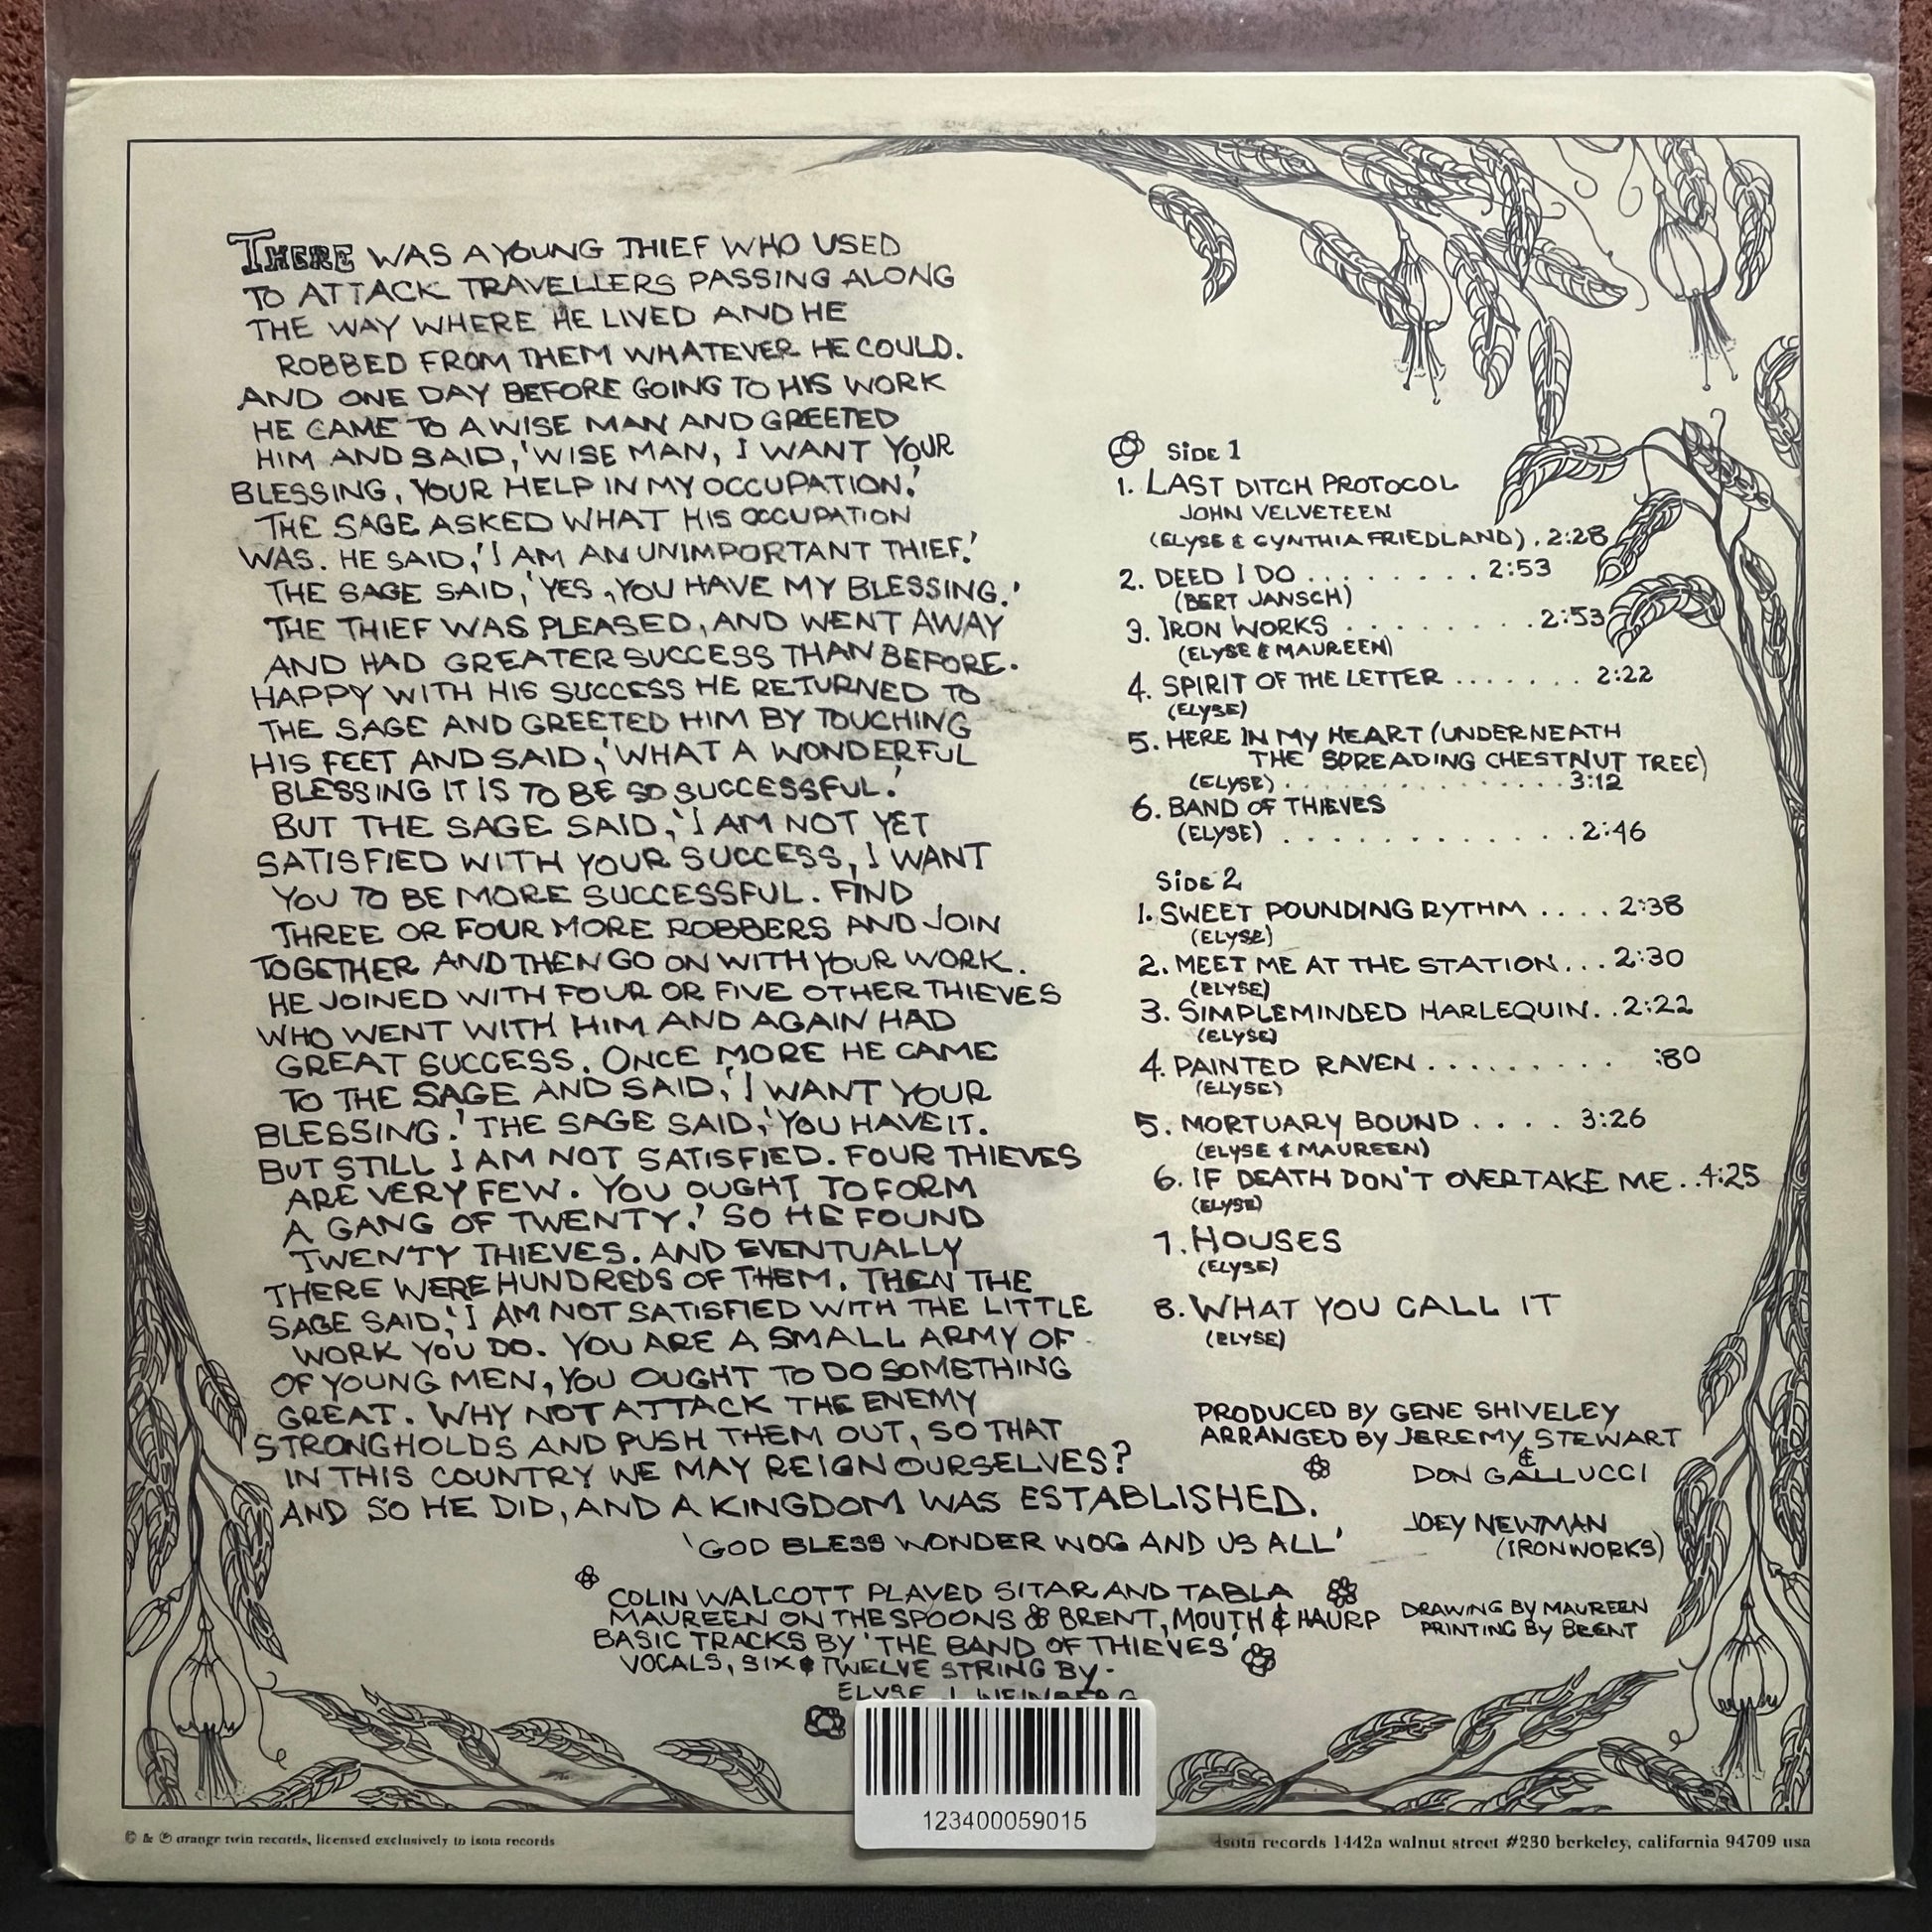 THERE WAS A YOUNG THIEF WHO USED
TO ATTACK TRAVELLERS PASSING ALONG
THE WAY WHERE HE LIVED AND HE
ROBBED FROM THEM WHATEVER HE COULD.
AND ONE DAY BEFORE GOING TO HIS WORK
HE CAME TO A WISE MAN AND GREETED
HIM AND SAID, 'WISE MAN, I WANT YOUR
BLESSING, YOUR HELP IN MY OCCUPATION.'
THE SAGE ASKED WHAT HIS OCCUPATION
WAS. HE SAID, 'I AM AN UNIMPORTANT THIEF.'
THE SAGE SAID, 'YES, YOU HAVE MY BLESSING.'
THE THIEF WAS PLEASED, AND WENT AWAY
AND HAD GREATER SUCCESS THAN BEFORE.
HAPPY WITH HIS SUCCESS HE RETURNED TO
THE SAGE AND GREETED HIM BY TOUCHING
HIS FEET AND SAID, 'WHAT A WONDERFUL
BLESSING IT IS TO BE SO SUCCESSFUL.'
BUT THE SAGE SAID, 'I AM NOT YET
SATISFIED WITH YOUR SUCCESS, I WANT
YOU TO BE MORE SUCCESSFUL. FIND
THREE OR FOUR MORE ROBBERS AND JOIN
TOGETHER AND THEN GO ON WITH YOUR WORK.
HE JOINED WITH FOUR OR FIVE OTHER THIEVES
WHO WENT WITH HIM AND AGAIN HAD
GREAT SUCCESS. ONCE MORE HE CAME
TO THE SAGE AND SAID, 'I WANT YOUR
BLESSING.' THE SAGE SAID, 'YOU HAVE IT.
BUT STILL I AM NOT SATISFIED. FOUR THIEVES
ARE VERY FEW. YOU OUGHT TO FORM
A GANG OF TWENTY.' SO HE FOUND
TWENTY THIEVES. AND EVENTUALLY
THERE WERE HUNDREDS OF THEM. THEN THE
SAGE SAID, 'I AM NOT SATISFIED WITH THE LITTLE
WORK YOU DO. YOU ARE A SMALL ARMY OF
OF YOUNG MEN, YOU OUGHT TO DO SOMETHING
GREAT. WHY NOT ATTACK THE ENEMY
STRONGHOLDS AND PUSH THEM OUT, SO THAT
IN THIS COUNTRY WE MAY REIGN OURSELVES?
AND SO HE DID, AND A KINGDOM WAS ESTABLISHED.
'GOD BLESS WONDER WOG AND US ALL'
COLIN WALCOTT PLAYED SITAR AND TABLA
MAUREEN ON THE SPOONS BRENT, MOUTH & HAURP
BASIC TRACKS BY 'THE BAND OF THIEVES'
VOCALS, SIX & TWELVE STRING BY-
ELYSE J. WEINBERG
SIDE 1
1. LAST DITCH PROTOCOL
JOHN VELVETEEN
(ELYSE & CYNTHIA FRIEDLAND). 2:28
2. DEED I DO ......... 2:53
(BERT JANSCH)
3. IRON WORKS ......... 2:53
(ELYSE & MAUREEN)
4. SPIRIT OF THE LETTER ....... 2:22
(ELYSE)
5. HERE IN MY HEART (UNDERNEATH
THE SPREADING CHESTNUT TREE)
(ELYSE) ............... 3:12
6. BAND OF THIEVES
(ELYSE) ............. 2:46
SIDE 2
1. SWEET POUNDING RYTHM .... 2:38
(ELYSE)
2. MEET ME AT THE STATION... 2:30
(ELYSE)
3. SIMPLEMINDED HARLEQUIN.. 2:22
(ELYSE)
4. PAINTED RAVEN ......... :80
(ELYSE)
5. MORTUARY BOUND .... 3:26
(ELYSE & MAUREEN)
6. IF DEATH DON'T OVERTAKE ME.. 4:25
(ELYSE)
7. HOUSES
(ELYSE)
8. WHAT YOU CALL IT
(ELYSE)
PRODUCED BY GENE SHIVELEY
ARRANGED BY JEREMY STEWART
&
DON GALLUCCI
JOEY NEWMAN
(IRONWORKS)
DRAWING BY MAUREEN
PRINTING BY BRENT
123400059015
© & ℗ orange twin records, licensed exclusively to isota records
isota records 1442a walnut street #230 berkeley, california 94709 usa